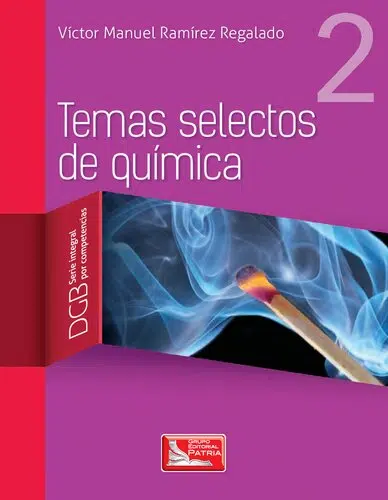 Víctor Manuel Ramírez Regalado
2
Temas selectos
de química
DGB
Serie integral
por competencias
GRUPO
EDITORIAL
PATRIA